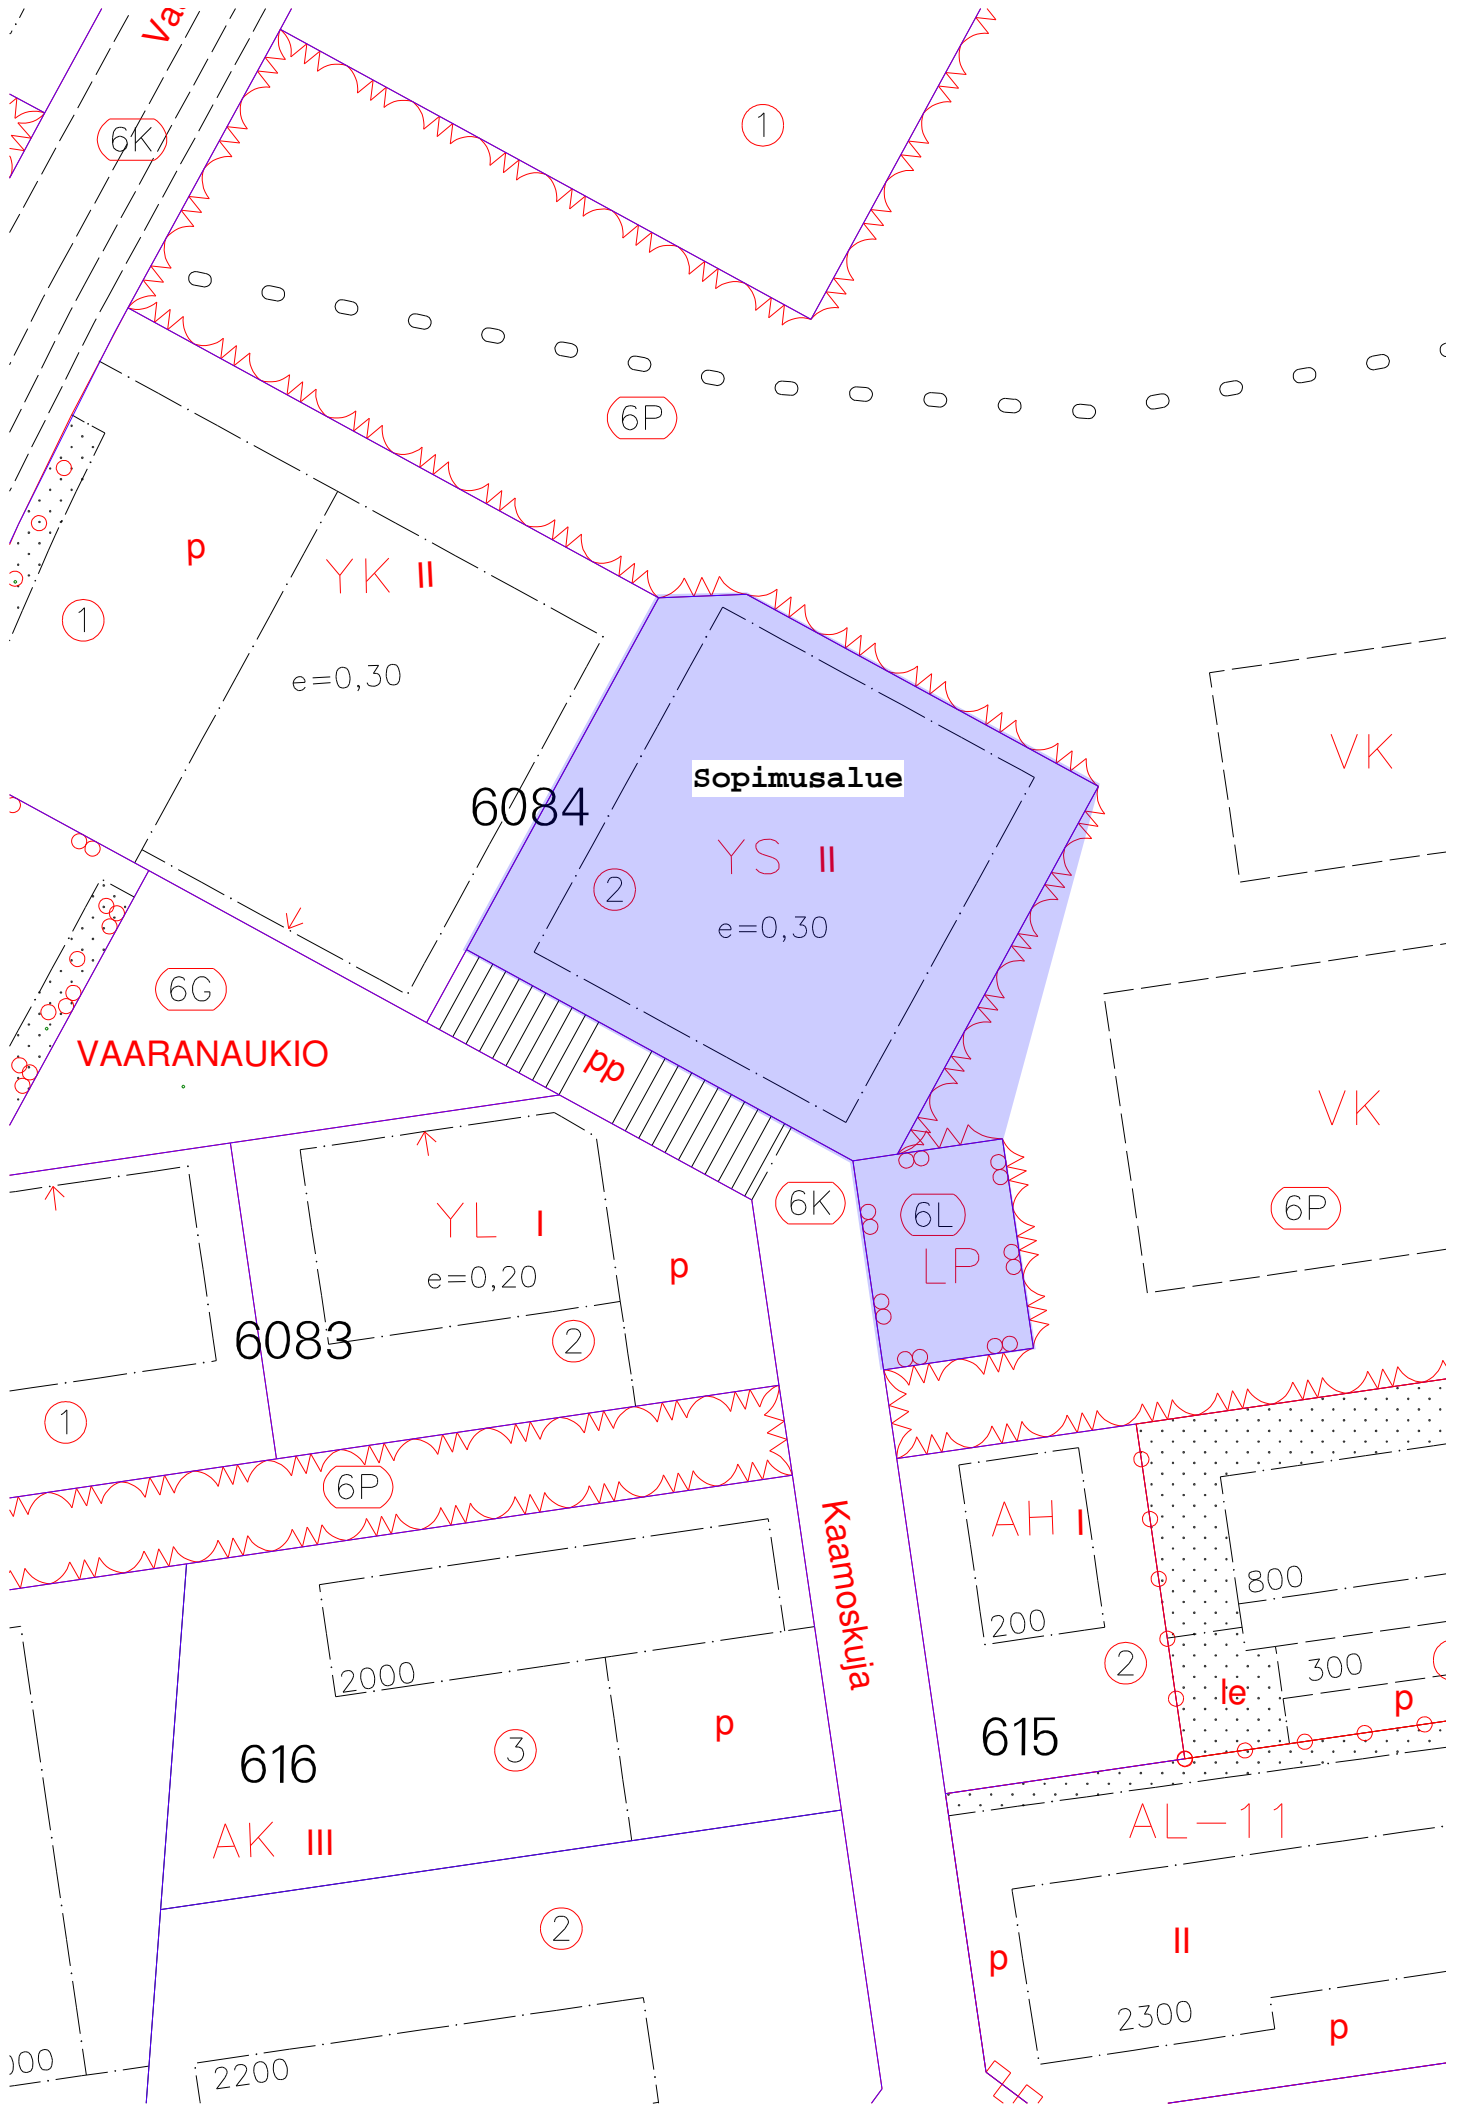 Va
6K
1
6P
p
YK II
1
e=0,30
VK
Sopimusalue
6084
YS II
2
e=0,30
6G
VAARANAUKIO
pp
VK
6K
6L
6P
YL I
LP
p
e=0,20
6083
2
1
6P
Kaamoskuja
AH I
800
200
2
300
2000
le
p
p
615
3
616
AL-11
AK III
2
II
p
2300
p
00
2200